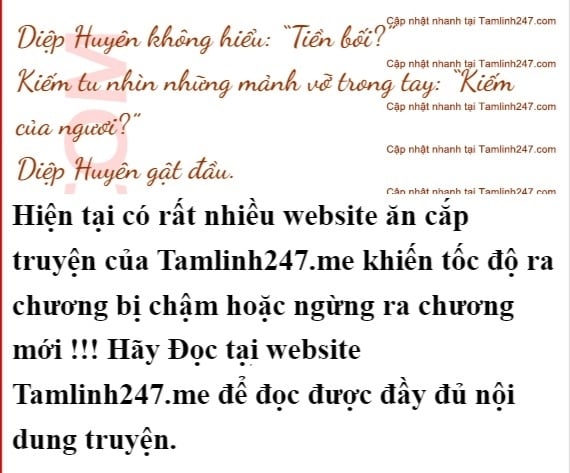 Diệp Huyên không hiểu: “Tiền bối?”
Cập nhật nhanh tại Tamlinh247.com
Cập nhật nhanh tại Tamlinh247.com
Kiếm tu nhìn những mảnh vỡ trong tay: “Kiếm
Cập nhật nhanh tại Tamlinh247.com
của ngươi?”
Cập nhật nhanh tại Tamlinh247.com
Diệp Huyên gật đầu.
Cập nhật nhanh tại Tamlinh247.com
Hiện tại có rất nhiều website ăn cắp
truyện của Tamlinh247.me khiến tốc độ ra
chương bị chậm hoặc ngừng ra chương
mới !!! Hãy Đọc tại website
Tamlinh247.me để đọc được đầy đủ nội
dung truyện.